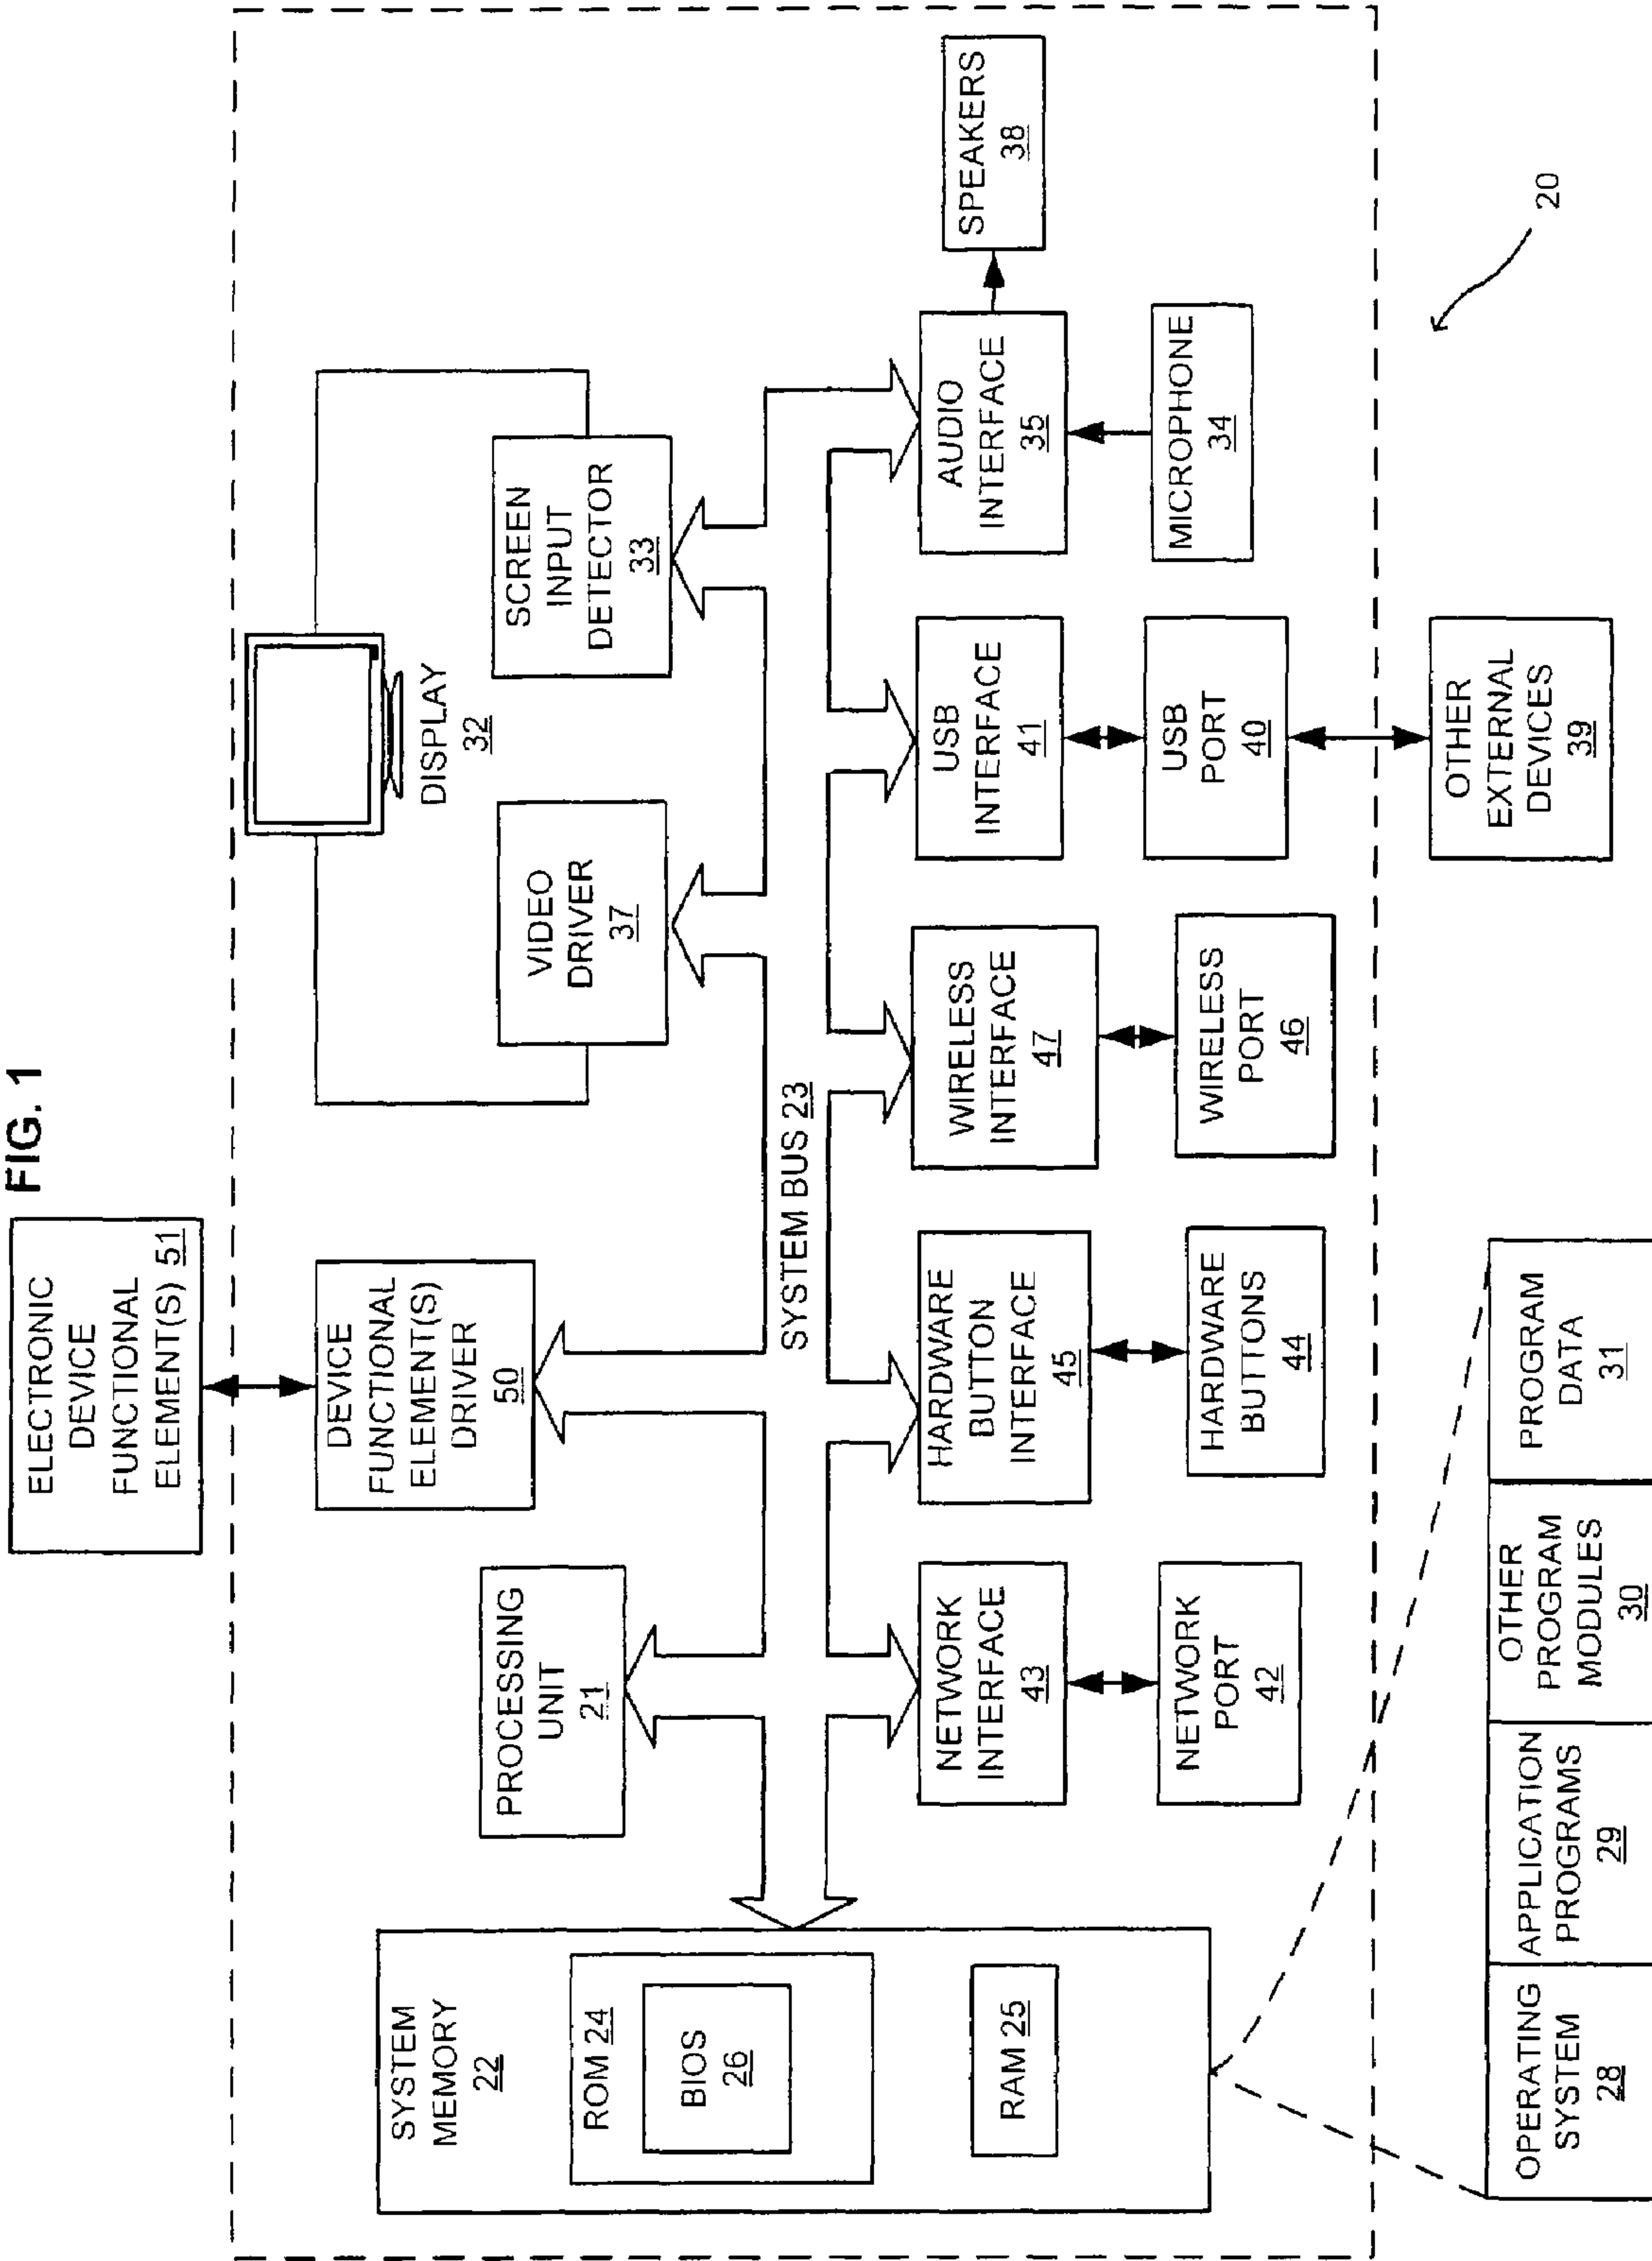 FIG. 1
ELECTRONIC
DEVICE
FUNCTIONAL
ELEMENT(S) 51
DEVICE
FUNCTIONAL
ELEMENT(S)
DRIVER
50
DISPLAY
32
PROCESSING
UNIT
21
VIDEO
DRIVER
37
SCREEN
INPUT
DETECTOR
33
SYSTEM
MEMORY
22
ROM 24
BIOS
26
RAM 25
SYSTEM BUS 23
NETWORK
INTERFACE
43
HARDWARE
BUTTON
INTERFACE
45
WIRELESS
INTERFACE
47
USB
INTERFACE
41
AUDIO
INTERFACE
35
SPEAKERS
38
NETWORK
PORT
42
HARDWARE
BUTTONS
44
WIRELESS
PORT
46
USB
PORT
40
MICROPHONE
34
OPERATING
SYSTEM
28
APPLICATION
PROGRAMS
29
OTHER
PROGRAM
MODULES
30
PROGRAM
DATA
31
OTHER
EXTERNAL
DEVICES
39
20